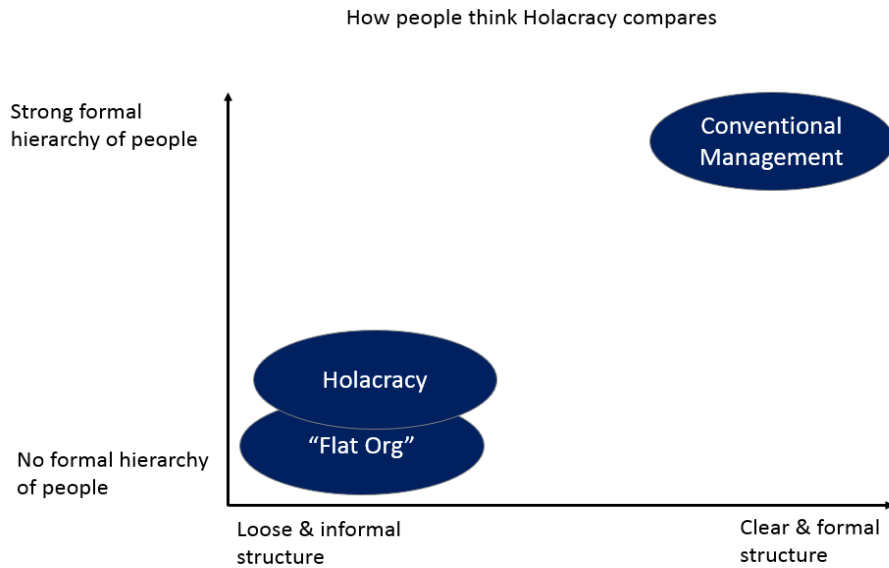 How people think Holacracy compares
Strong formal
hierarchy of people
Conventional
Management
Holacracy
“Flat Org”
No formal hierarchy
of people
Loose & informal
structure
Clear & formal
structure